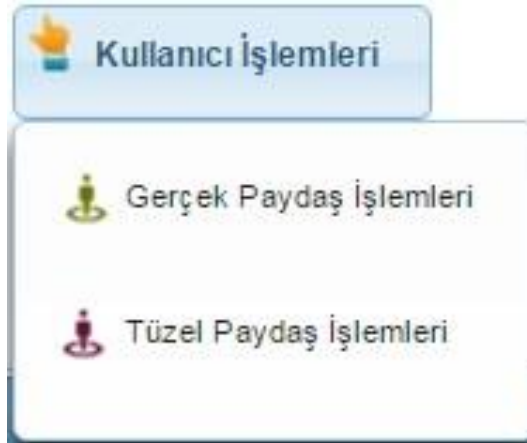 Kullanıcı İşlemleri
Gerçek Paydaş İşlemleri
Tüzel Paydaş İşlemleri